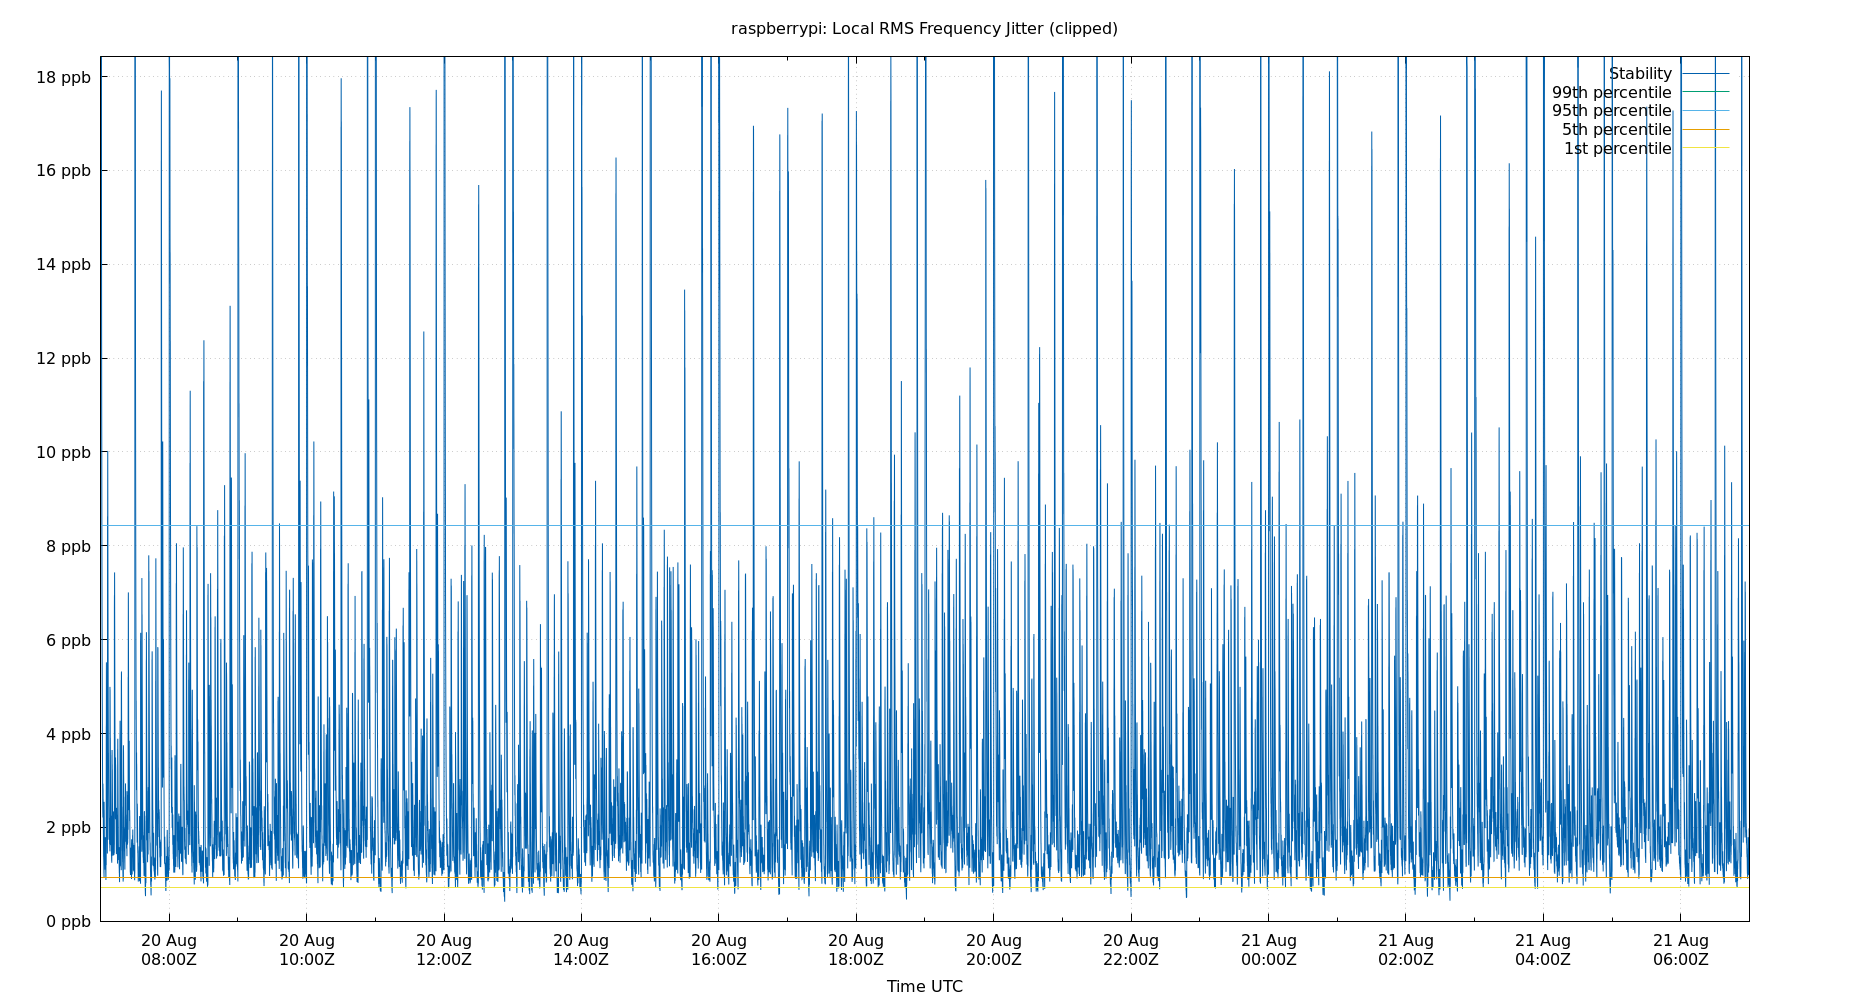 raspberrypi: Local RMS Frequency Jitter (clipped)
18 ppb
16 ppb
14 ppb
12 ppb
10 ppb
8 ppb
6 ppb
4 ppb
2 ppb
0 ppb
Stability
99th percentile
95th percentile
5th percentile
1st percentile
20 Aug 20 Aug 20 Aug 20 Aug 20 Aug 20 Aug 20 Aug 20 Aug 21 Aug 21 Aug 21 Aug 21 Aug
08:00Z 10:00Z 12:00Z 14:00Z 16:00Z 18:00Z 20:00Z 22:00Z 00:00Z 02:00Z 04:00Z 06:00Z
Time UTC